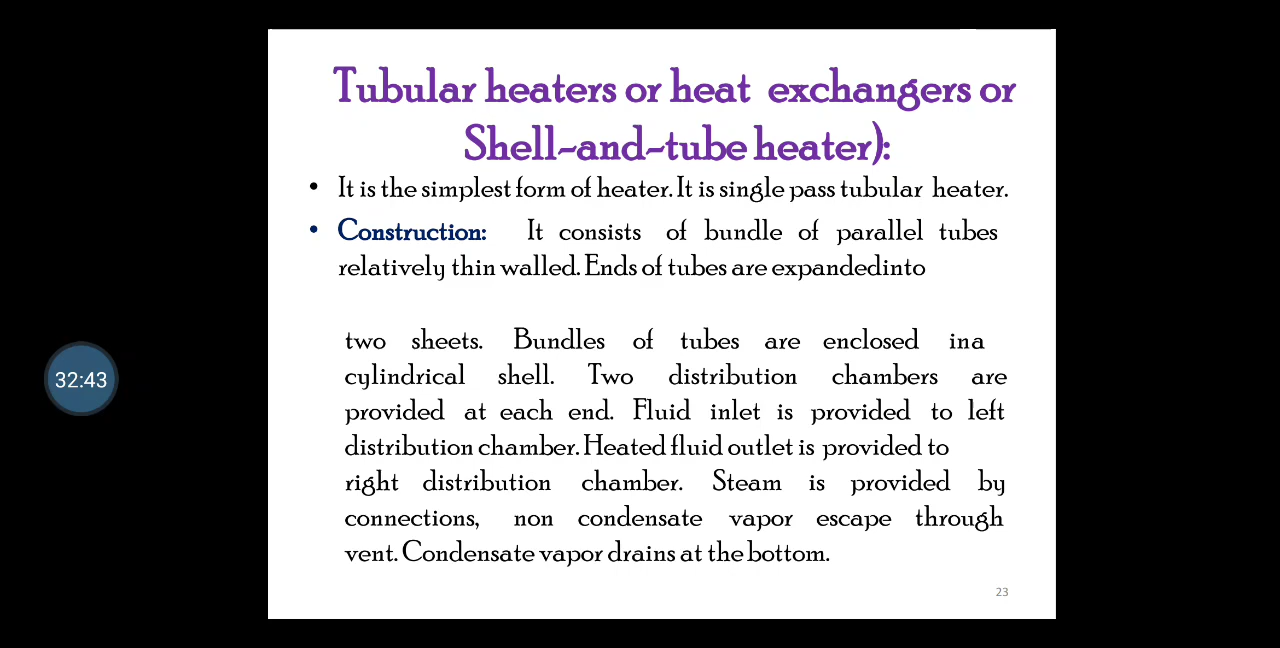 Tubular heaters or heat exchangers or
Shell-and-tube heater):
• It is the simplest form of heater. It is single pass tubular heater.
• Construction: It consists of bundle of parallel tubes
relatively thin walled. Ends of tubes are expandedinto
two sheets. Bundles of tubes are enclosed ina
cylindrical shell. Two distribution chambers are
provided at each end. Fluid inlet is provided to left
distribution chamber. Heated fluid outlet is provided to
right distribution chamber. Steam is provided by
connections, non condensate vapor escape through
vent. Condensate vapor drains at the bottom.
32:43
23